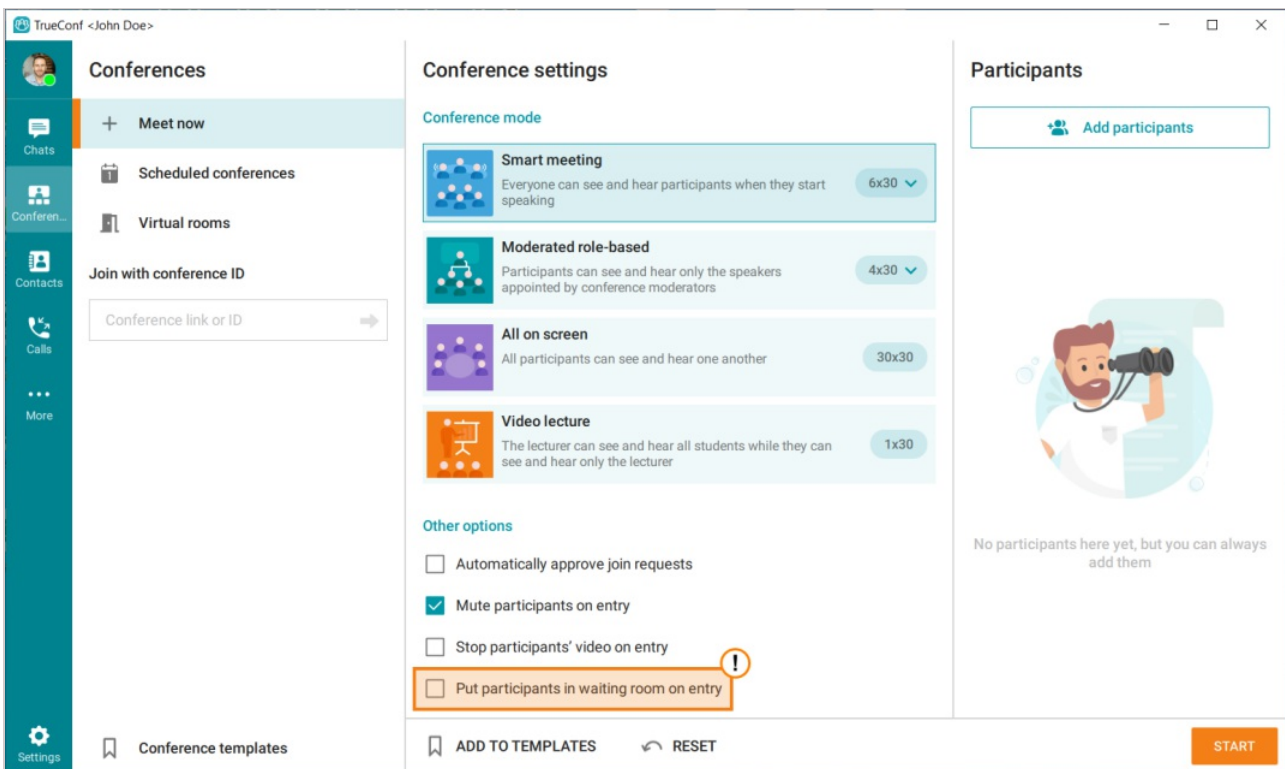 TrueConf <John Doe>
Chats
Conferen...
Contacts
Calls
More
Settings
Conferences
Meet now
Scheduled conferences
Virtual rooms
Join with conference ID
Conference link or ID
Conference templates
Conference settings
Conference mode
Smart meeting
Everyone can see and hear participants when they start
speaking
6x30
Moderated role-based
Participants can see and hear only the speakers
appointed by conference moderators
4x30
All on screen
All participants can see and hear one another
30x30
Video lecture
The lecturer can see and hear all students while they can
see and hear only the lecturer
1x30
Other options
Automatically approve join requests
Mute participants on entry
Stop participants' video on entry
!
Put participants in waiting room on entry
ADD TO TEMPLATES
RESET
Participants
Add participants
No participants here yet, but you can always
add them
START